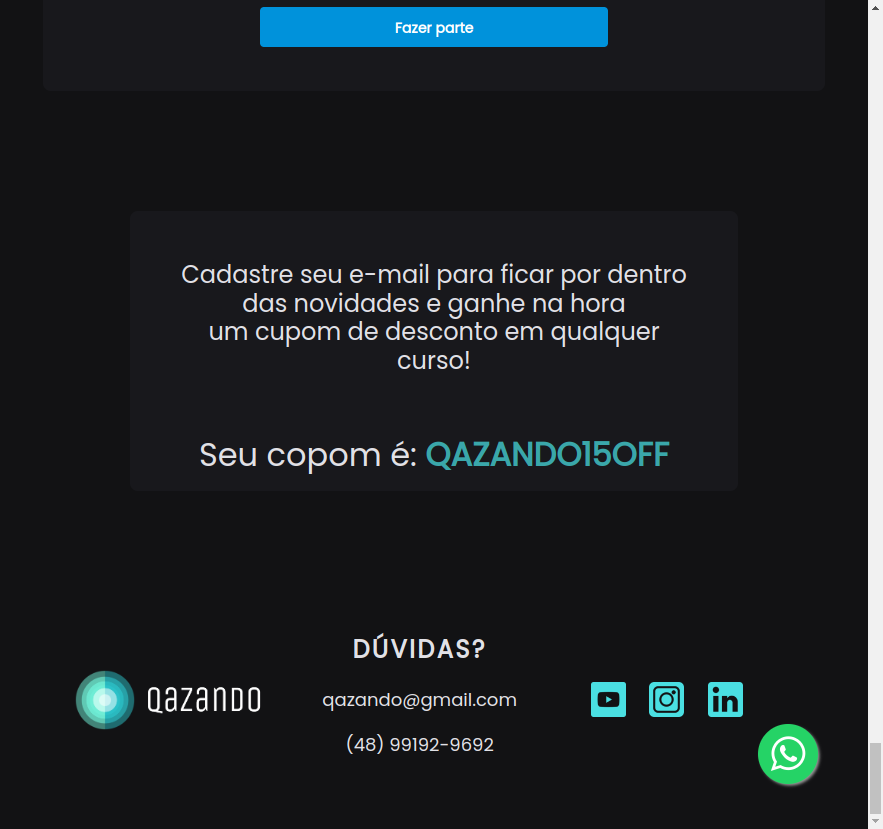 Fazer parte
Cadastre seu e-mail para ficar por dentro
das novidades e ganhe na hora
um cupom de desconto em qualquer
curso!
Seu copom é: QAZANDO15OFF
DÚVIDAS?
QAZANDO
qazando@gmail.com
(48) 99192-9692
in